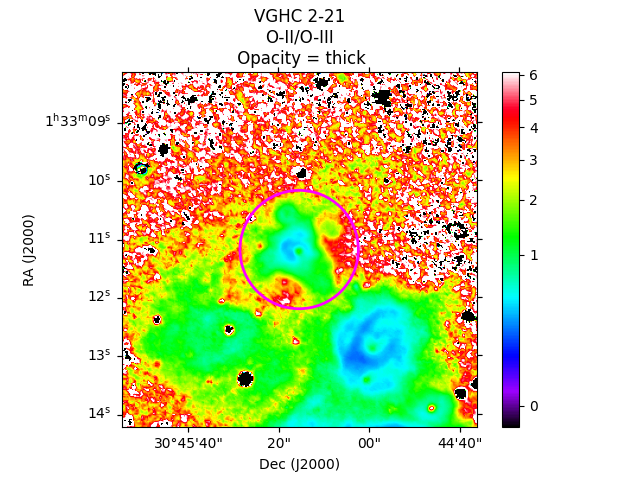 VGHC 2-21
O-II/O-III
Opacity = thick
RA (J2000)
1ʰ33ᵐ09ˢ
10ˢ
11ˢ
12ˢ
13ˢ
14ˢ
30°45'40"
20"
00"
44'40"
Dec (J2000)
6
5
4
3
2
1
0